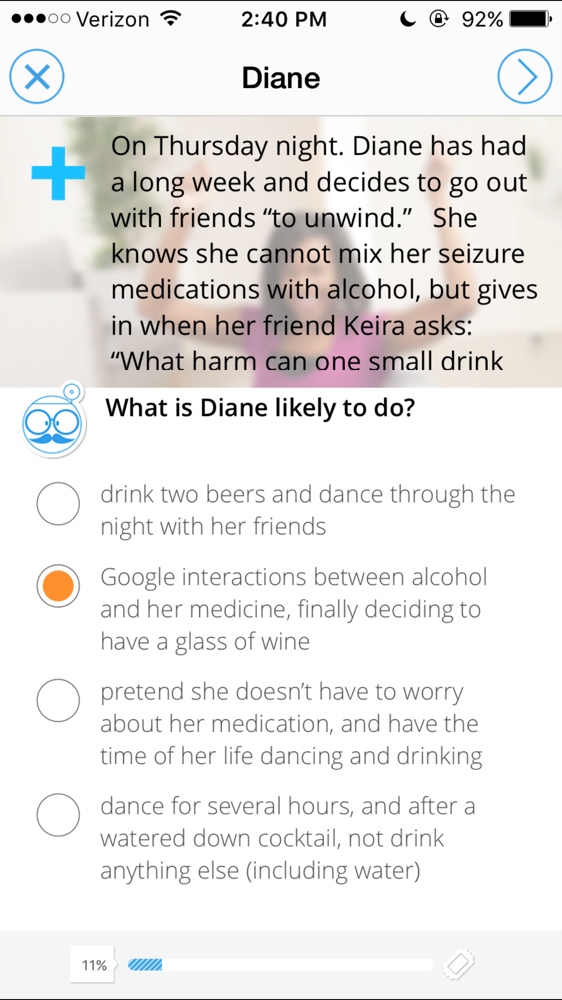 Verizon 2:40 PM 92%
Diane
On Thursday night. Diane has had
a long week and decides to go out
with friends “to unwind.” She
knows she cannot mix her seizure
medications with alcohol, but gives
in when her friend Keira asks:
“What harm can one small drink
What is Diane likely to do?
drink two beers and dance through the
night with her friends
Google interactions between alcohol
and her medicine, finally deciding to
have a glass of wine
pretend she doesn’t have to worry
about her medication, and have the
time of her life dancing and drinking
dance for several hours, and after a
watered down cocktail, not drink
anything else (including water)
11%